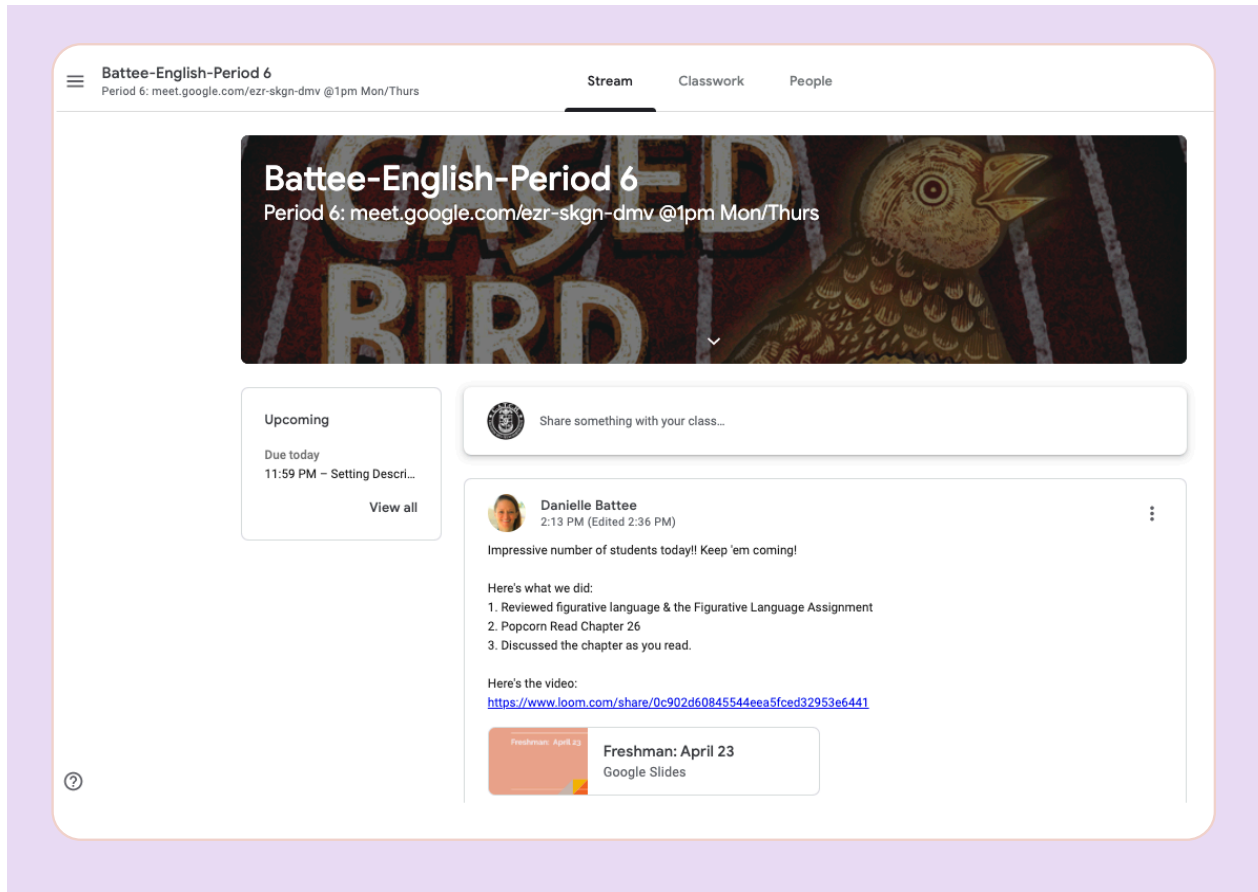 Battee-English-Period 6
Period 6: meet.google.com/ezr-skgn-dmv @1pm Mon/Thurs
Stream
Classwork
People
CAGED
BIRD
Battee-English-Period 6
Period 6: meet.google.com/ezr-skgn-dmv @1pm Mon/Thurs
Upcoming
Due today
11:59 PM – Setting Descri...
View all
Share something with your class...
Danielle Battee
2:13 PM (Edited 2:36 PM)
Impressive number of students today!! Keep 'em coming!
Here's what we did:
1. Reviewed figurative language & the Figurative Language Assignment
2. Popcorn Read Chapter 26
3. Discussed the chapter as you read.
Here's the video:
https://www.loom.com/share/0c902d60845544eea5fced32953e6441
Freshman: April 23
Freshman: April 23
Google Slides